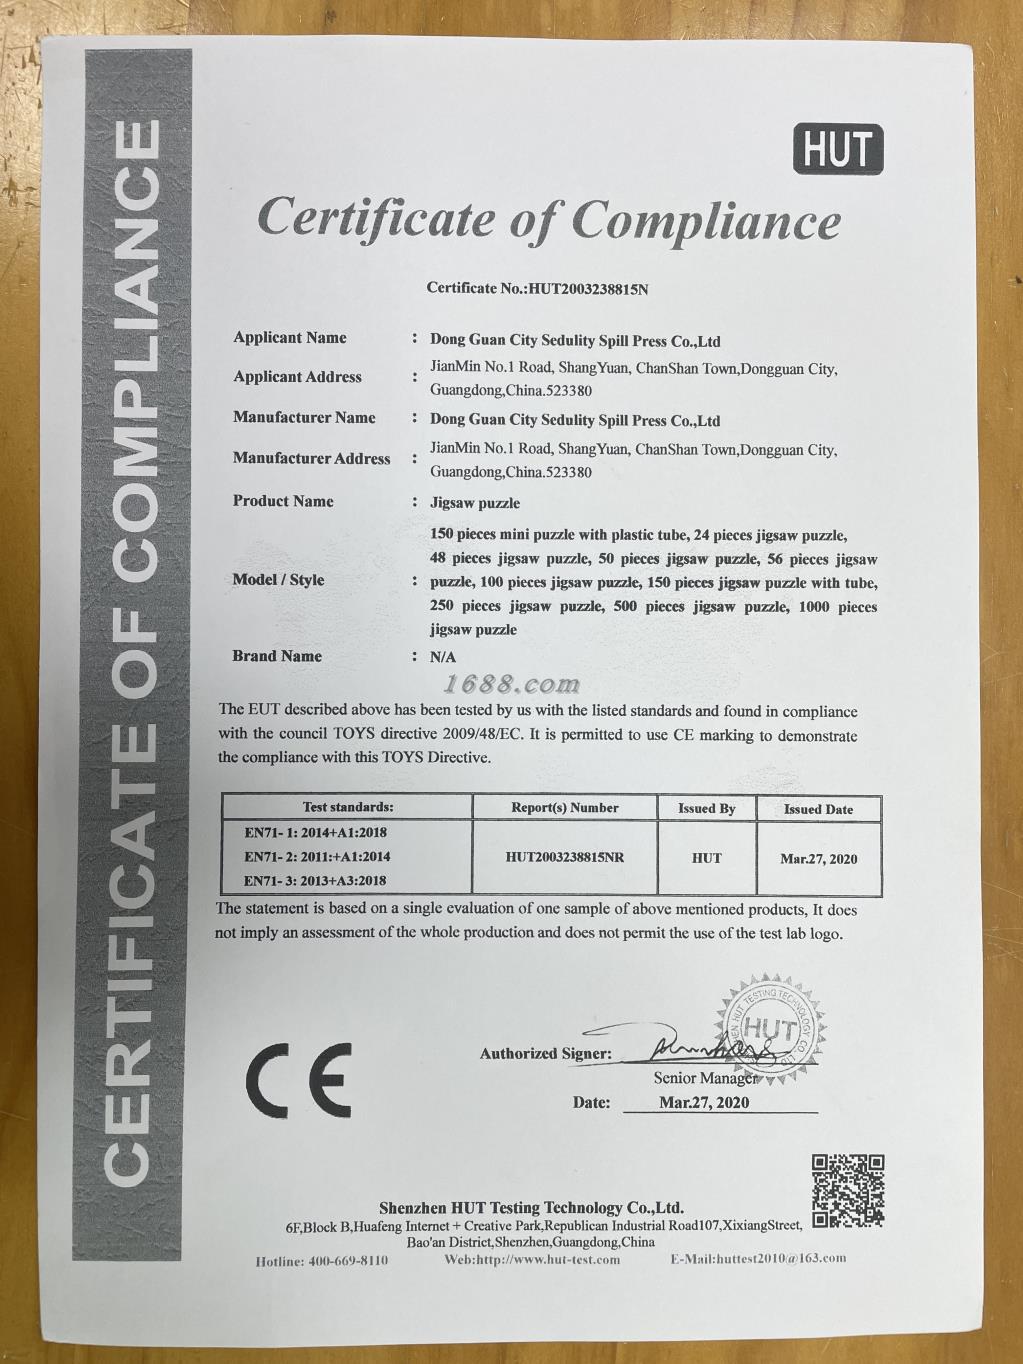 CERTIFICATE OF COMPLIANCE
HUT
Certificate of Compliance
Certificate No.:HUT2003238815N
Applicant Name : Dong Guan City Sedulity Spill Press Co.,Ltd
Applicant Address : JianMin No.1 Road, ShangYuan, ChanShan Town,Dongguan City,
Guangdong,China.523380
Manufacturer Name : Dong Guan City Sedulity Spill Press Co.,Ltd
Manufacturer Address : JianMin No.1 Road, ShangYuan, ChanShan Town,Dongguan City,
Guangdong,China.523380
Product Name : Jigsaw puzzle
Model / Style : 150 pieces mini puzzle with plastic tube, 24 pieces jigsaw puzzle,
48 pieces jigsaw puzzle, 50 pieces jigsaw puzzle, 56 pieces jigsaw
puzzle, 100 pieces jigsaw puzzle, 150 pieces jigsaw puzzle with tube,
250 pieces jigsaw puzzle, 500 pieces jigsaw puzzle, 1000 pieces
jigsaw puzzle
Brand Name : N/A
1688.com
The EUT described above has been tested by us with the listed standards and found in compliance
with the council TOYS directive 2009/48/EC. It is permitted to use CE marking to demonstrate
the compliance with this TOYS Directive.
Test standards: Report(s) Number Issued By Issued Date
EN71- 1: 2014+A1:2018
EN71- 2: 2011:+A1:2014 HUT2003238815NR HUT Mar.27, 2020
EN71- 3: 2013+A3:2018
The statement is based on a single evaluation of one sample of above mentioned products, It does
not imply an assessment of the whole production and does not permit the use of the test lab logo.
HUT TESTING TECHNOLOGY CO.,LTD
HUT
CE
Authorized Signer:
Senior Manager
Date: Mar.27, 2020
Shenzhen HUT Testing Technology Co.,Ltd.
6F,Block B,Huafeng Internet + Creative Park,Republican Industrial Road107,XixiangStreet,
Bao'an District,Shenzhen,Guangdong,China
Hotline: 400-669-8110 Web:http://www.hut-test.com E-Mail:huttest2010@163.com